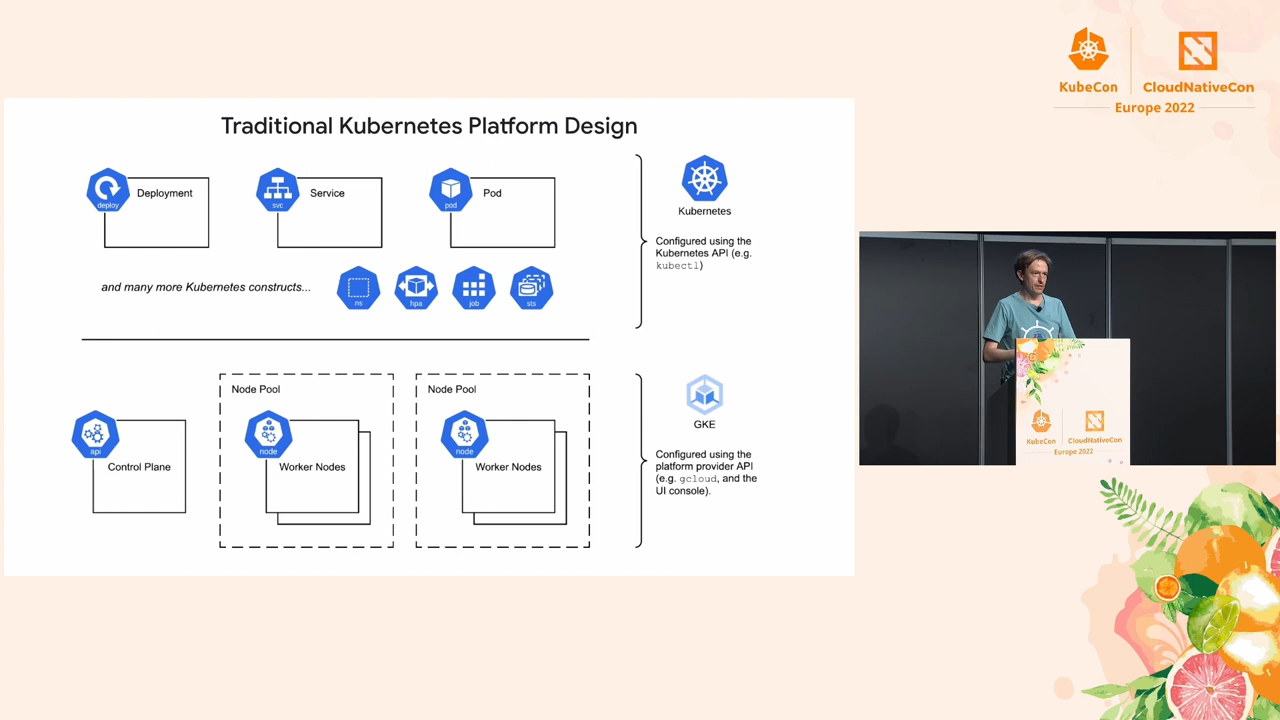 KubeCon
CloudNativeCon
Europe 2022
Traditional Kubernetes Platform Design
deploy
Deployment
svc
Service
pod
Pod
Kubernetes
Configured using the
Kubernetes API (e.g.
kubectl)
and many more Kubernetes constructs...
ns
hpa
job
sts
Node Pool
Node Pool
api
Control Plane
node
Worker Nodes
node
Worker Nodes
GKE
Configured using the
platform provider API
(e.g. gcloud, and the
UI console).
KubeCon
CloudNativeCon
Europe 2022